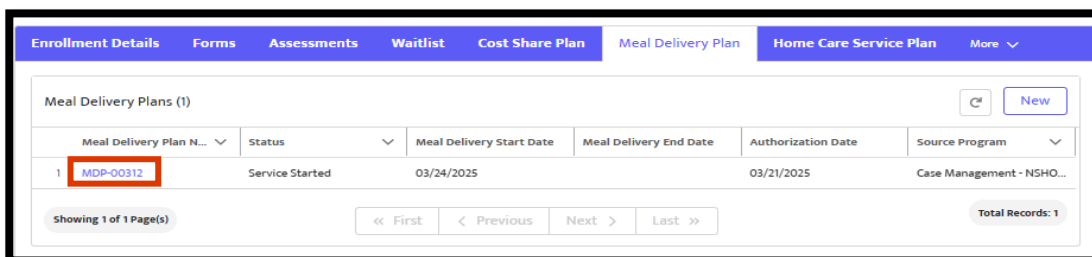 Enrollment Details Forms Assessments Waitlist Cost Share Plan Meal Delivery Plan Home Care Service Plan More
Meal Delivery Plans (1) New
Meal Delivery Plan N... Status Meal Delivery Start Date Meal Delivery End Date Authorization Date Source Program
1 MDP-00312 Service Started 03/24/2025 03/21/2025 Case Management - NSHO...
Showing 1 of 1 Page(s) « First < Previous Next > Last » Total Records: 1